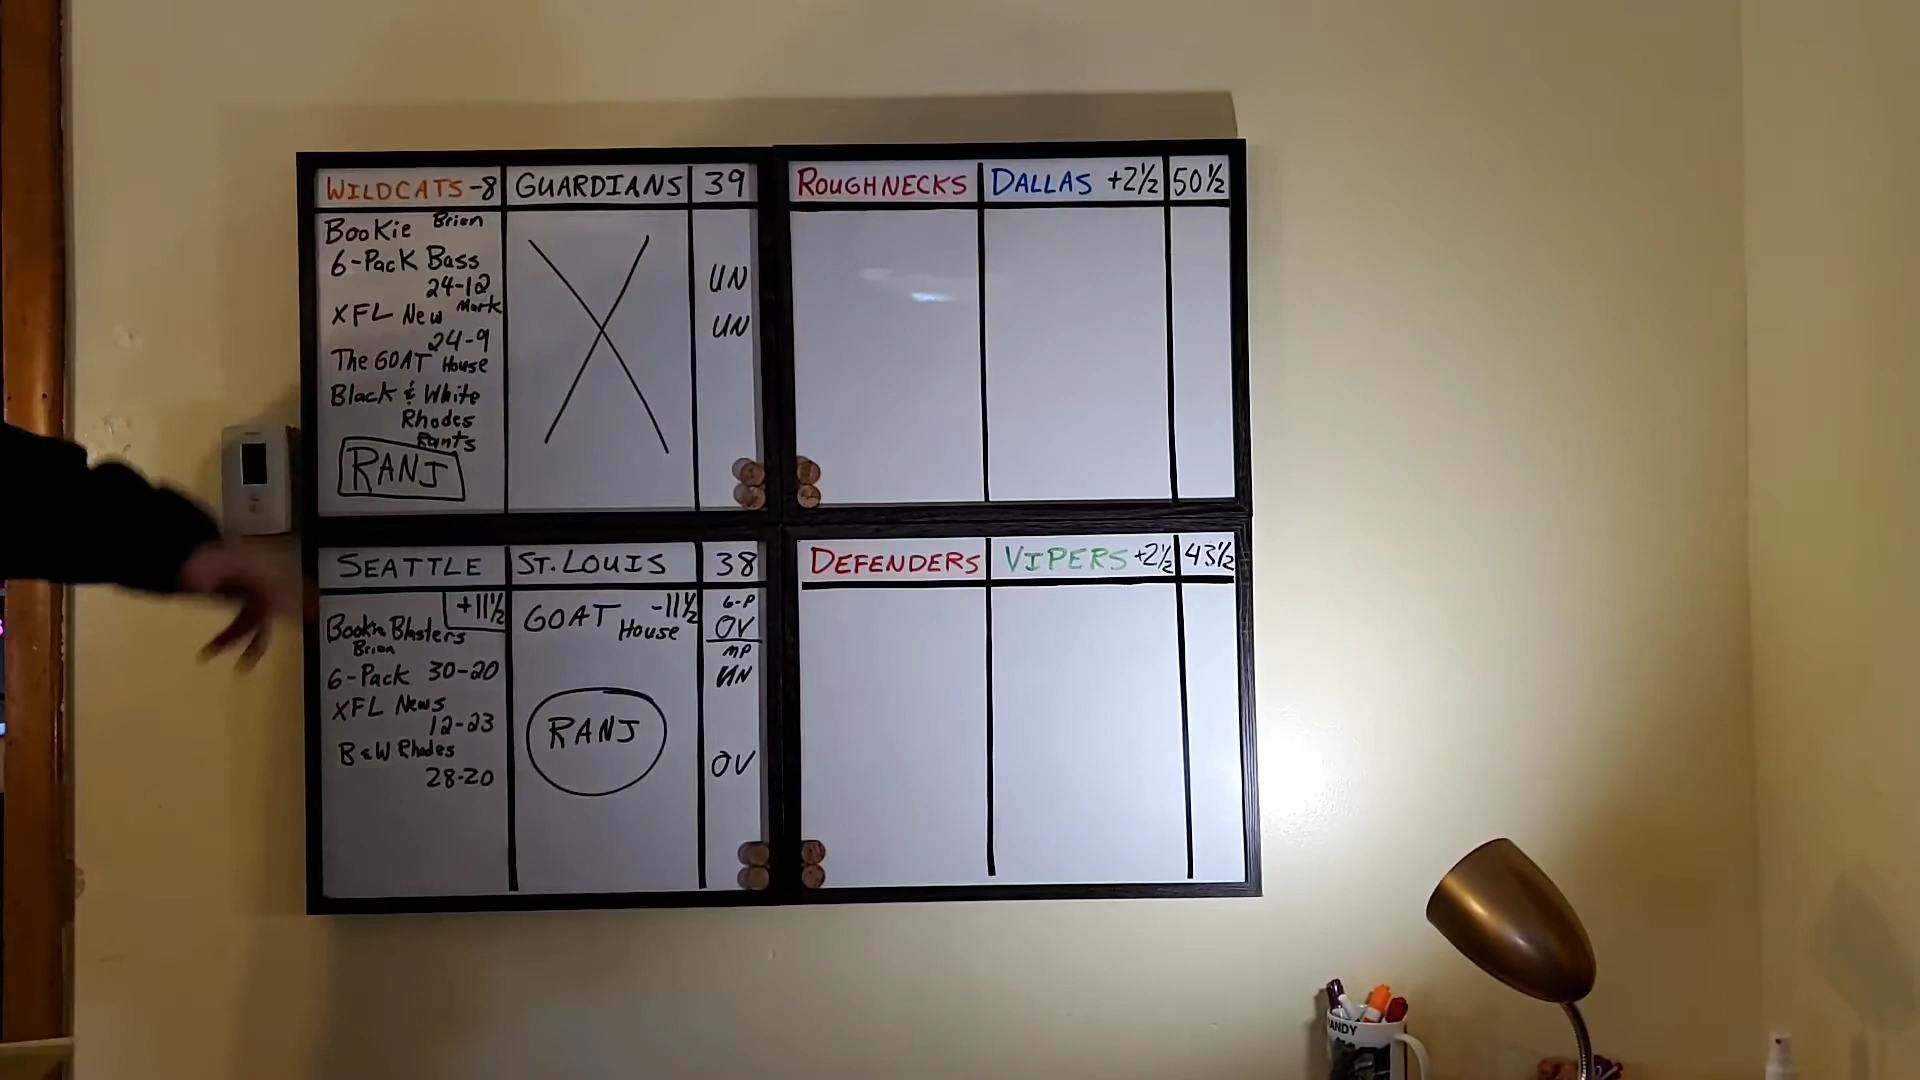 WILDCATS -8 GUARDIANS 39
Bookie Brian
6-Pack Bass
24-12
XFL New Mark
24-9
The GOAT House
Black & White
Rhodes
Rants
RANJ
UN
UN
ROUGHNECKS DALLAS +2½ 50½
SEATTLE ST. LOUIS 38
+11½
Bookie Blasters
Brian
6-Pack 30-20
XFL News
12-23
B&W Rhodes
28-20
GOAT -11½
House
RANJ
6-P
OV
MP
UN
OV
DEFENDERS VIPERS +2½ 43½
ANDY